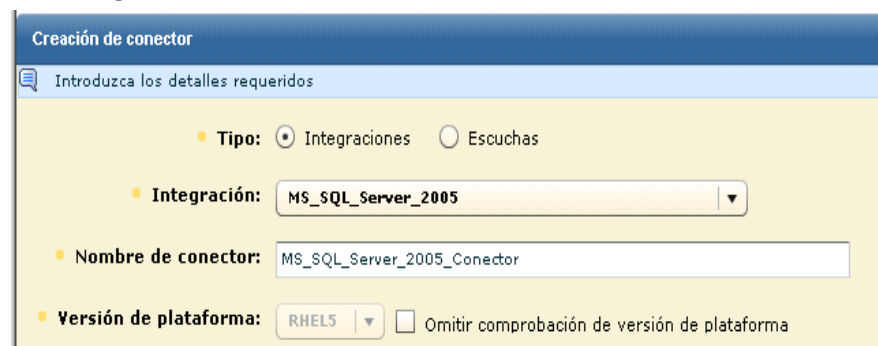 Creación de conector
Introduzca los detalles requeridos
Tipo: Integraciones Escuchas
Integración: MS_SQL_Server_2005
Nombre de conector: MS_SQL_Server_2005_Conector
Versión de plataforma: RHEL5 Omitir comprobación de versión de plataforma